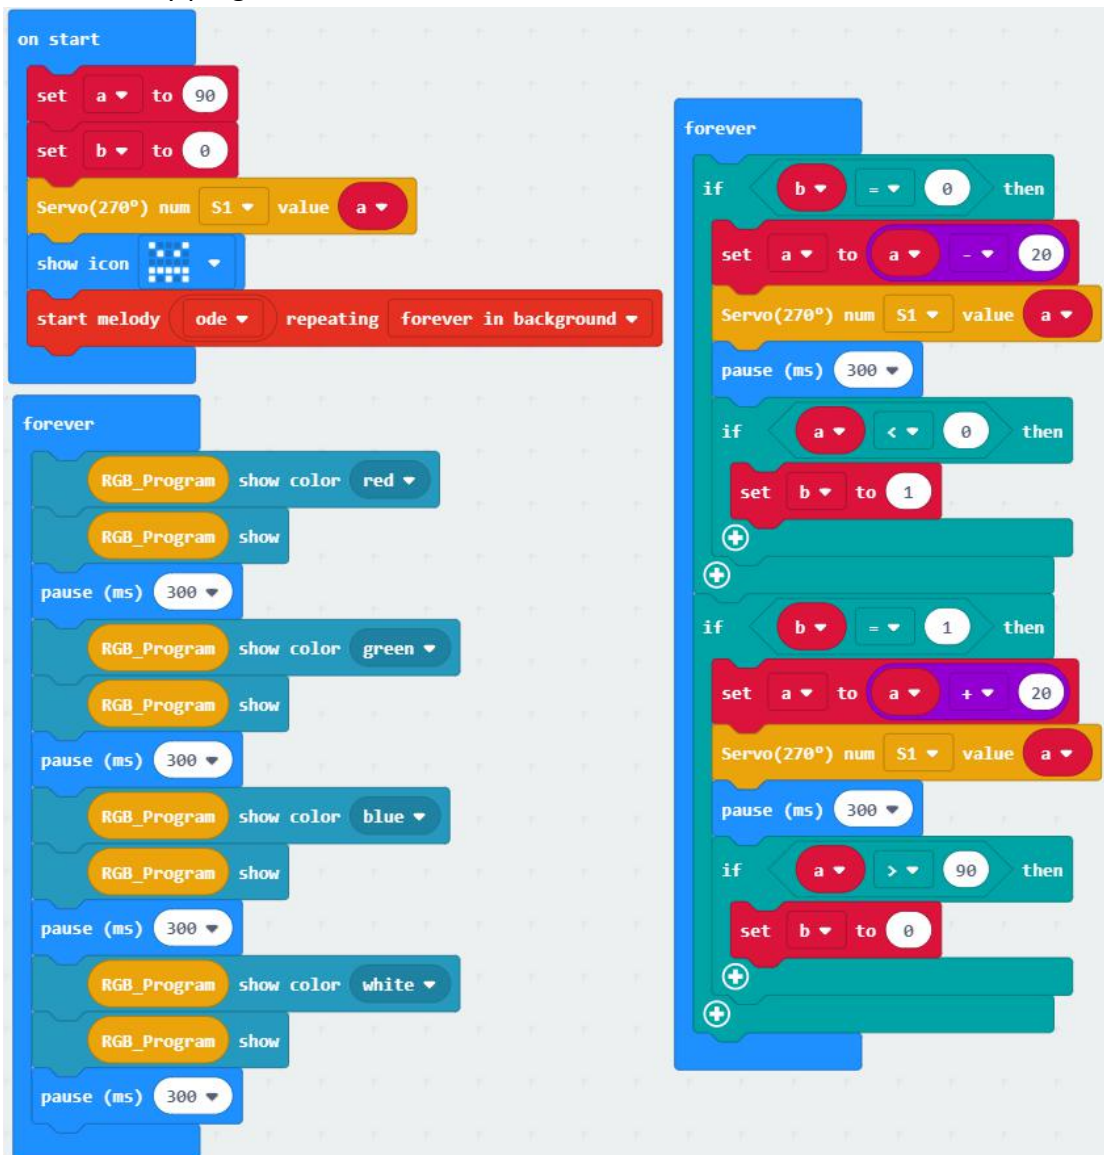 on start
set a to 90
set b to 0
Servo(270°) num S1 value a
show icon
start melody ode repeating forever in background
forever
RGB_Program show color red
RGB_Program show
pause (ms) 300
RGB_Program show color green
RGB_Program show
pause (ms) 300
RGB_Program show color blue
RGB_Program show
pause (ms) 300
RGB_Program show color white
RGB_Program show
pause (ms) 300
forever
if b = 0 then
set a to a - 20
Servo(270°) num S1 value a
pause (ms) 300
if a < 0 then
set b to 1
if b = 1 then
set a to a + 20
Servo(270°) num S1 value a
pause (ms) 300
if a > 90 then
set b to 0